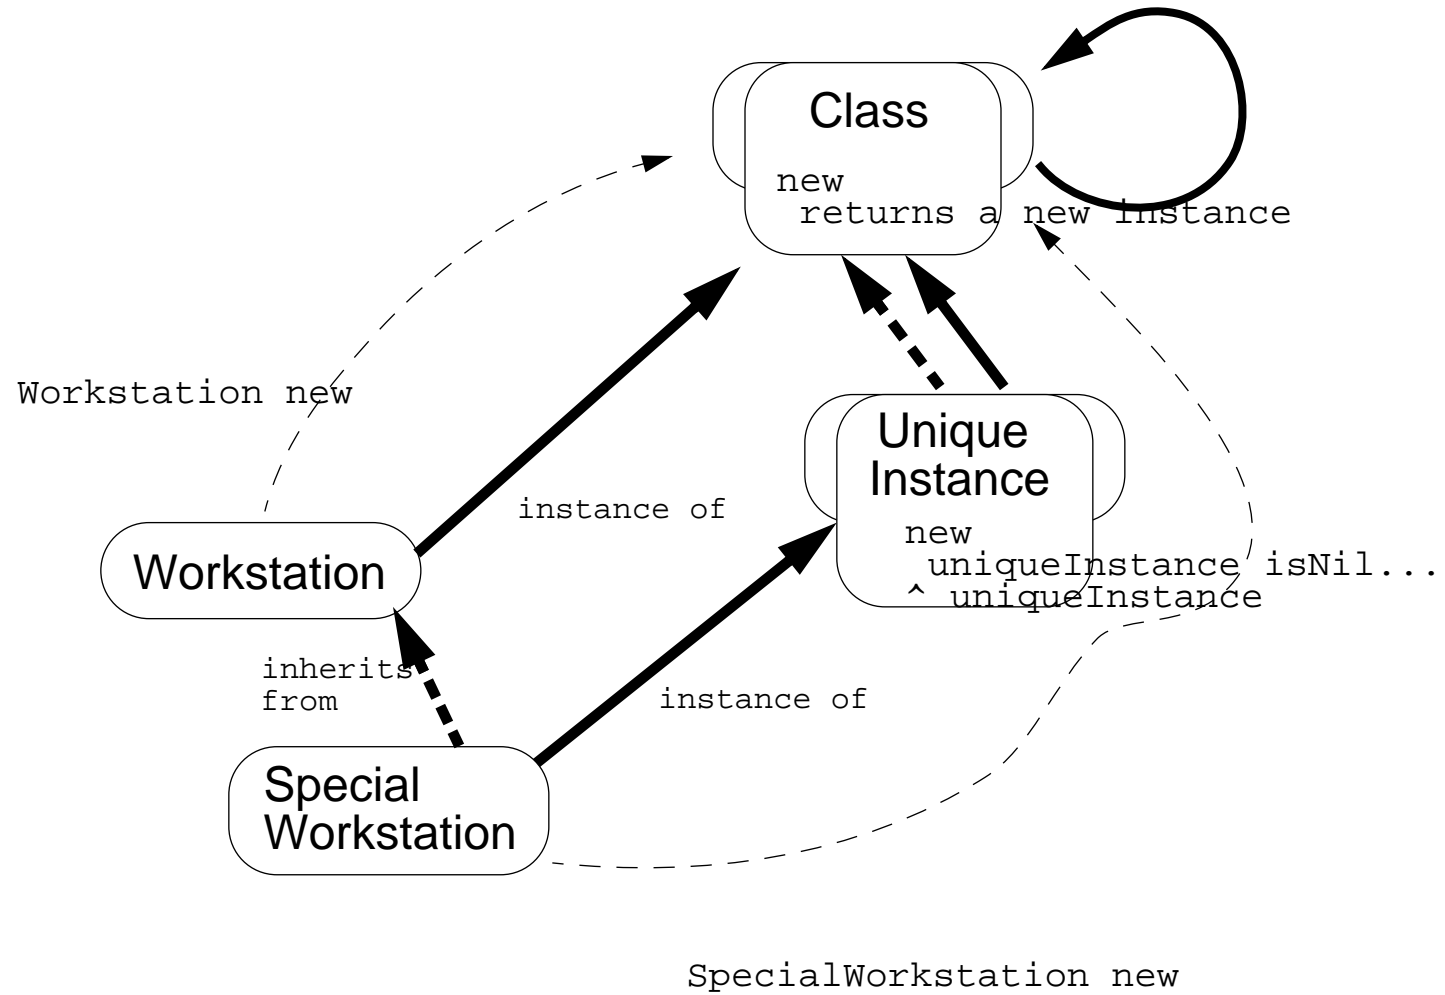 Class
new
returns a new instance
Workstation new
Unique
Instance
instance of
new
uniqueInstance isNil...
^ uniqueInstance
Workstation
inherits
from
instance of
Special
Workstation
SpecialWorkstation new